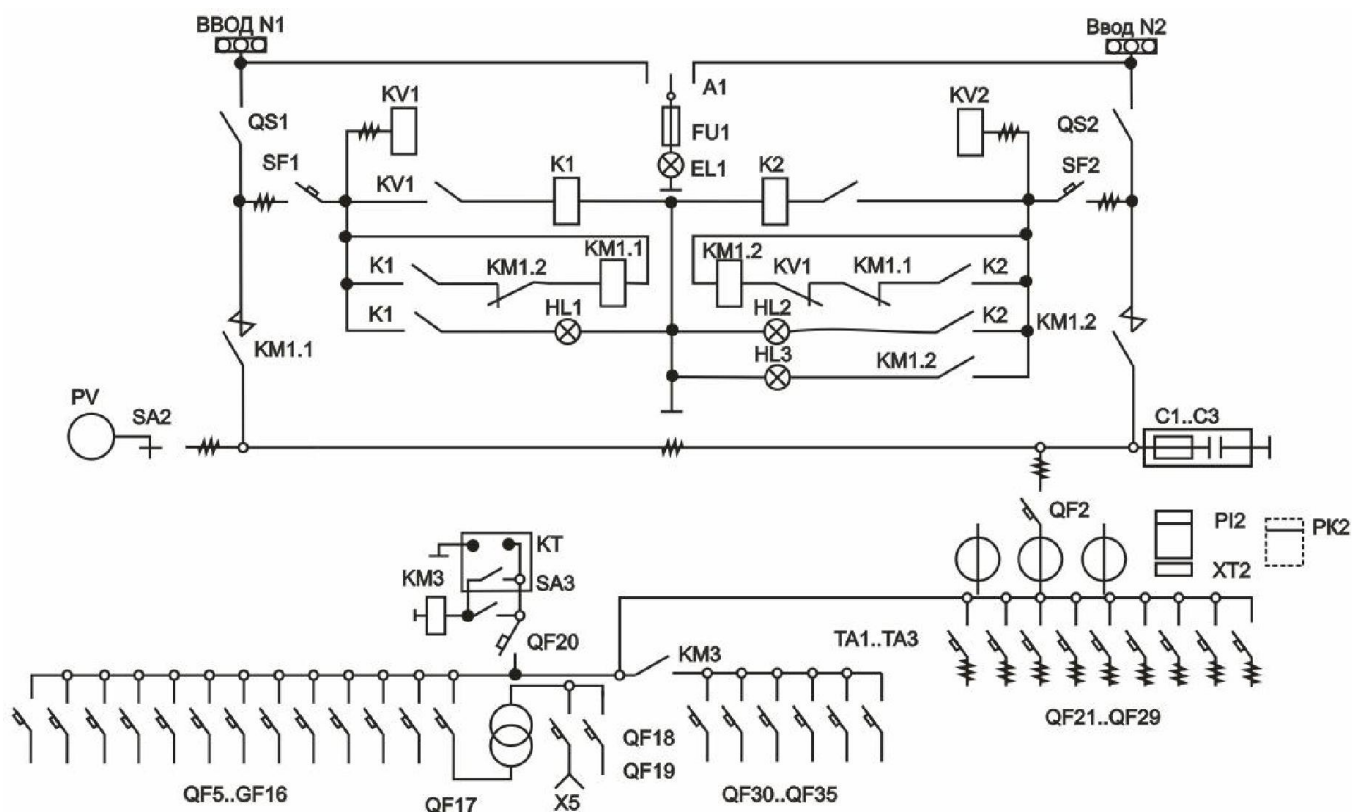 ВВОД N1
Ввод N2
A1
KV1
KV2
QS1
FU1
QS2
SF1
K1
EL1
K2
SF2
KV1
KM1.1
KM1.2
K1
KM1.2
KV1
KM1.1
K2
K1
HL1
HL2
K2
KM1.2
KM1.1
HL3
KM1.2
PV
SA2
C1..C3
QF2
PI2
PK2
KT
KM3
SA3
XT2
QF20
TA1..TA3
KM3
QF21..QF29
QF18
QF19
QF5..GF16
QF17
X5
QF30..QF35